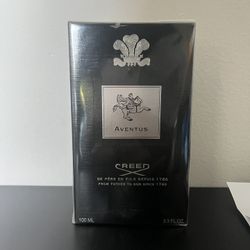 AVENTUS
CREED
DE PÈRE EN FILS DEPUIS 1760
FROM FATHER TO SON SINCE 1760
100 ML 3.3 FL.OZ